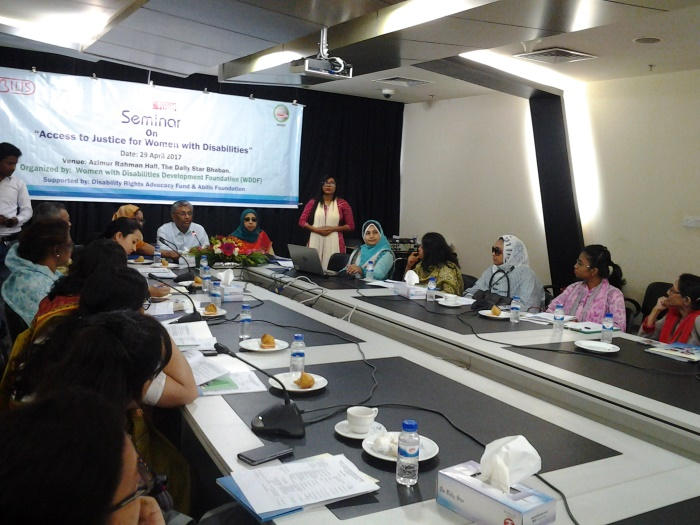 Seminar
On
"Access to Justice for Women with Disabilities"
Date: 29 April 2017
Venue: Azimur Rahman Hall, The Daily Star Bhaban.
Organized by: Women with Disabilities Development Foundation (WDDF)
Supported by: Disability Rights Advocacy Fund & Abilis Foundation